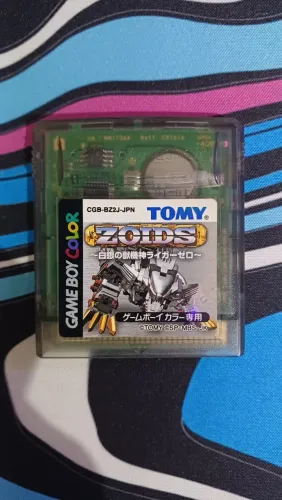 CGB-BZ2J-JPN
TOMY
ZOIDS
～白銀の獣機神ライガーゼロ～
GAME BOY COLOR
ゲームボーイ カラー専用
©TOMY